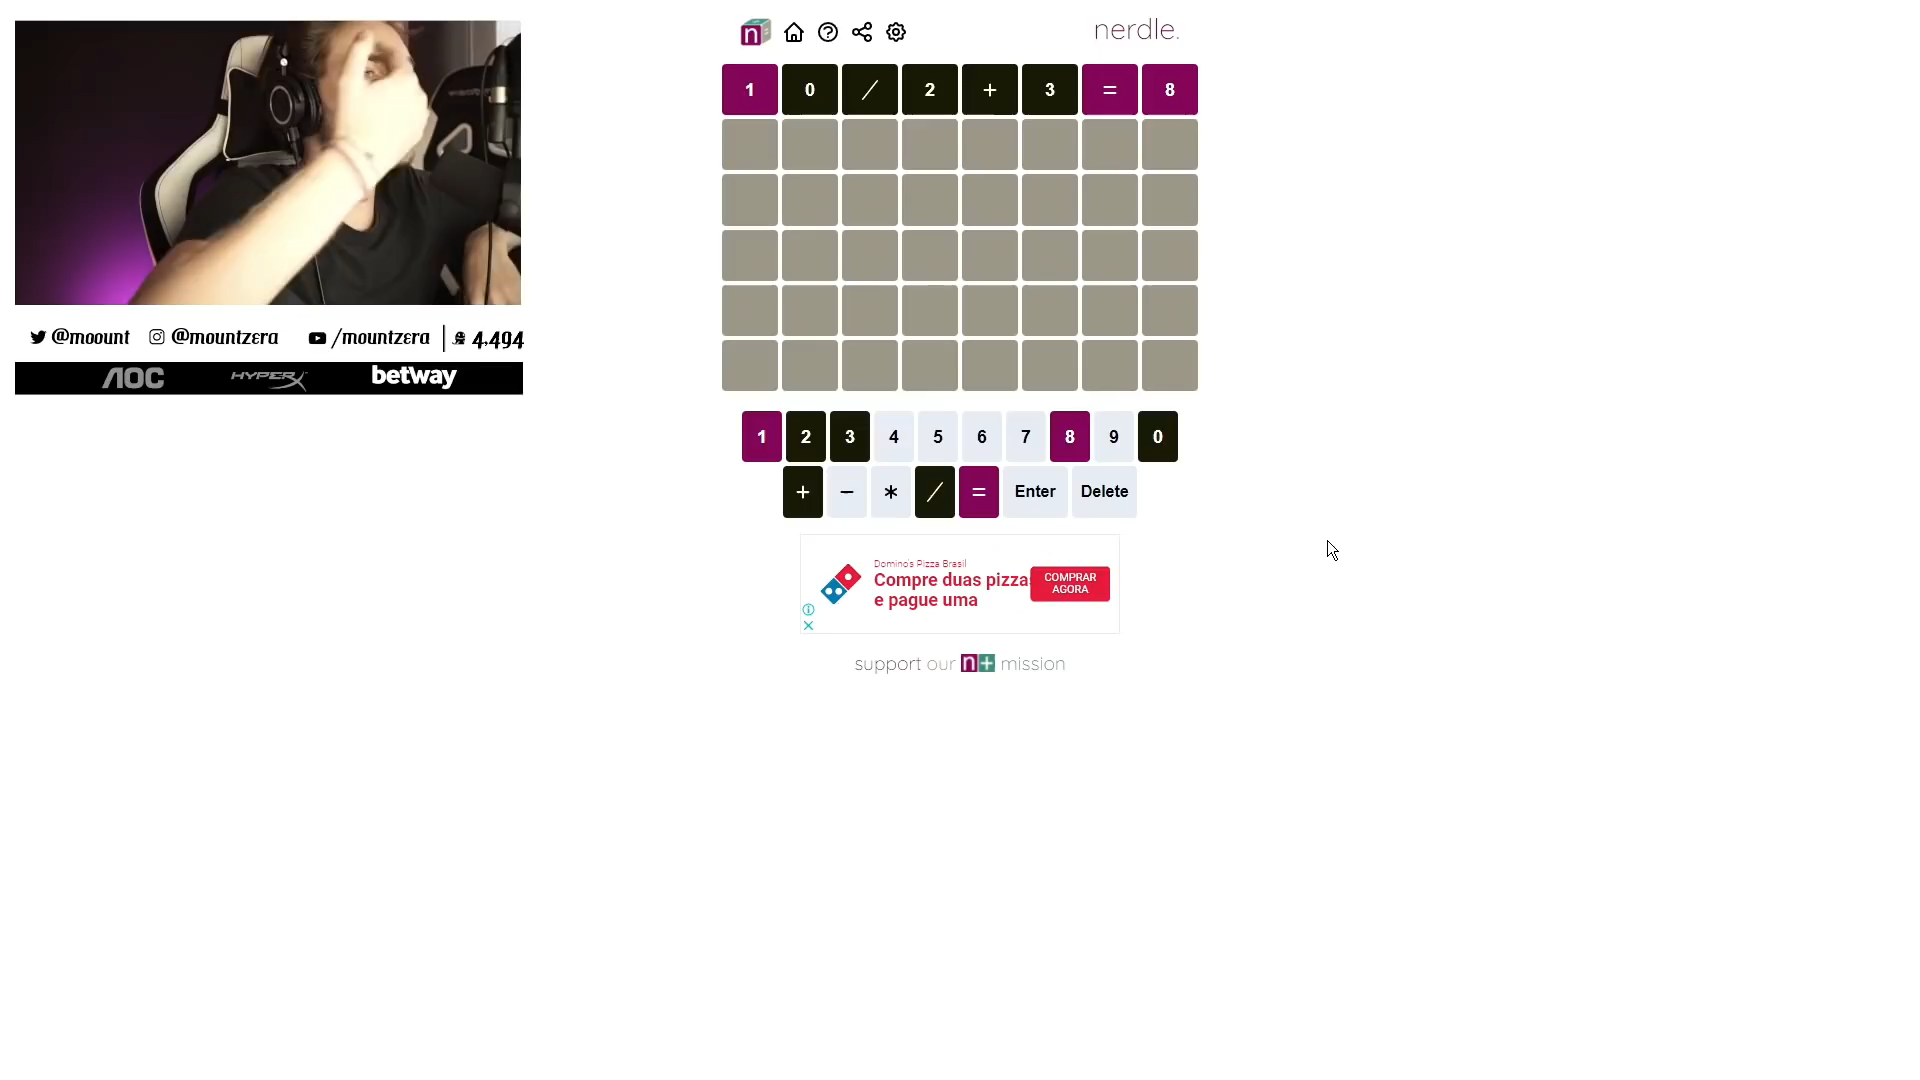 nerdle.
1 0 / 2 + 3 = 8
@moount @mountzera /mountzera | 4,494
AOC HYPERX betway
1 2 3 4 5 6 7 8 9 0
+ - * / = Enter Delete
Domino's Pizza Brasil
Compre duas pizzas
e pague uma
COMPRAR
AGORA
support our n+ mission